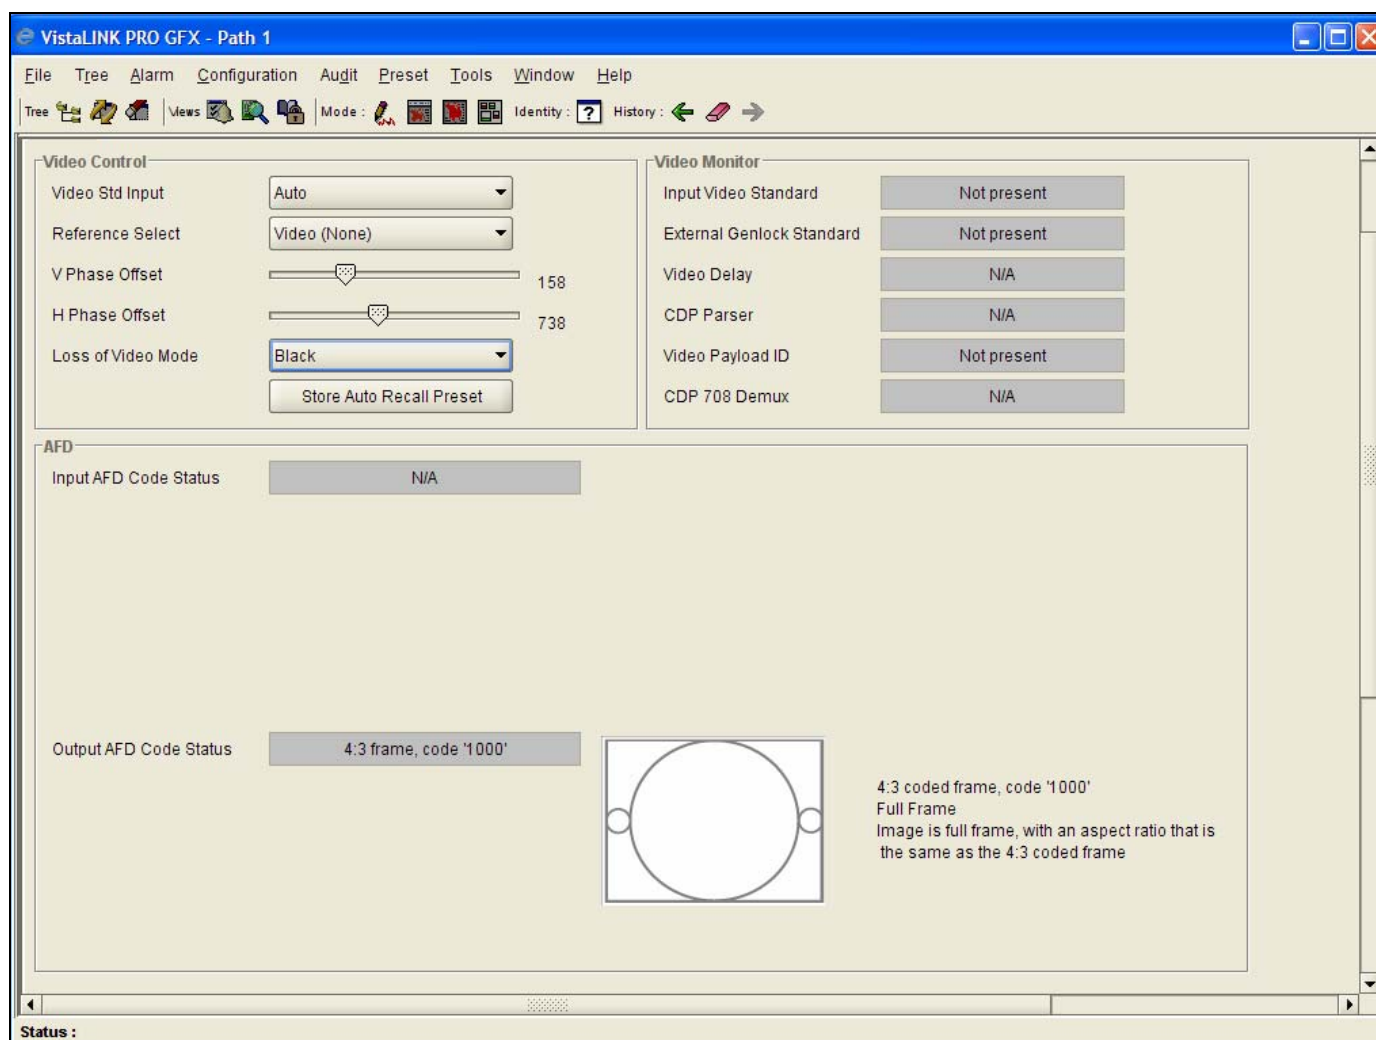 VistaLINK PRO GFX - Path 1
File Tree Alarm Configuration Audit Preset Tools Window Help
Tree Views Mode : Identity : ? History :
Video Control
Video Std Input Auto
Reference Select Video (None)
V Phase Offset 158
H Phase Offset 738
Loss of Video Mode Black
Store Auto Recall Preset
Video Monitor
Input Video Standard Not present
External Genlock Standard Not present
Video Delay N/A
CDP Parser N/A
Video Payload ID Not present
CDP 708 Demux N/A
AFD
Input AFD Code Status N/A
Output AFD Code Status 4:3 frame, code '1000'
4:3 coded frame, code '1000'
Full Frame
Image is full frame, with an aspect ratio that is
the same as the 4:3 coded frame
Status :